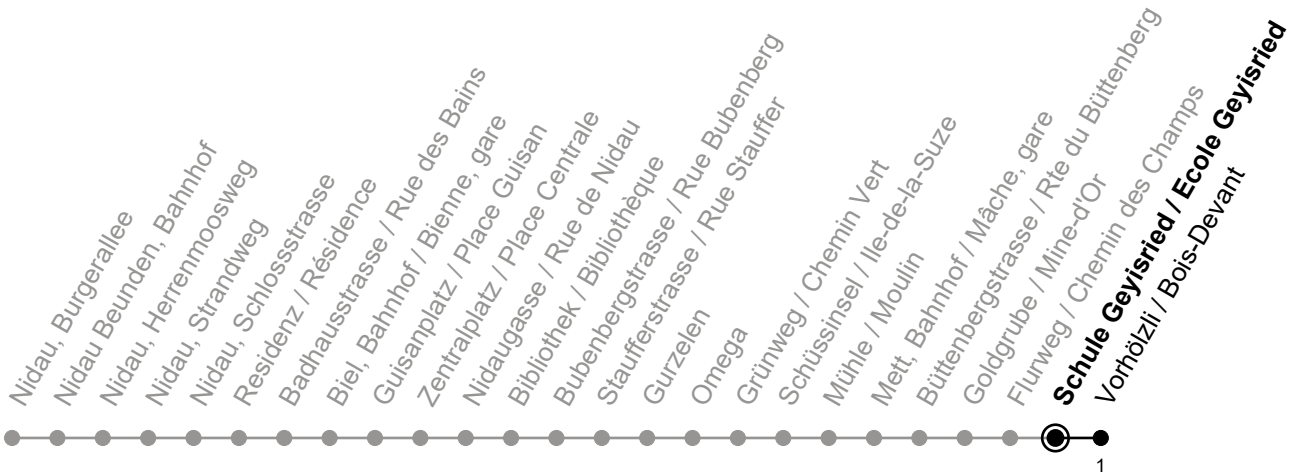 Nidau, Burgerallee
Nidau Beunden, Bahnhof
Nidau, Herrenmoosweg
Nidau, Strandweg
Nidau, Schlossstrasse
Residenz / Résidence
Badhausstrasse / Rue des Bains
Biel, Bahnhof / Bienne, gare
Guisanplatz / Place Guisan
Zentralplatz / Place Centrale
Nidaugasse / Rue de Nidau
Bibliothek / Bibliothèque
Bubenbergstrasse / Rue Bubenberg
Staufferstrasse / Rue Stauffer
Gurzelen
Omega
Grünweg / Chemin Vert
Schüssinsel / Ile-de-la-Suze
Mühle / Moulin
Mett, Bahnhof / Mâche, gare
Büttenbergstrasse / Rte du Büttenberg
Goldgrube / Mine-d'Or
Flurweg / Chemin des Champs
Schule Geyisried / Ecole Geyisried
Vorhölzli / Bois-Devant
1